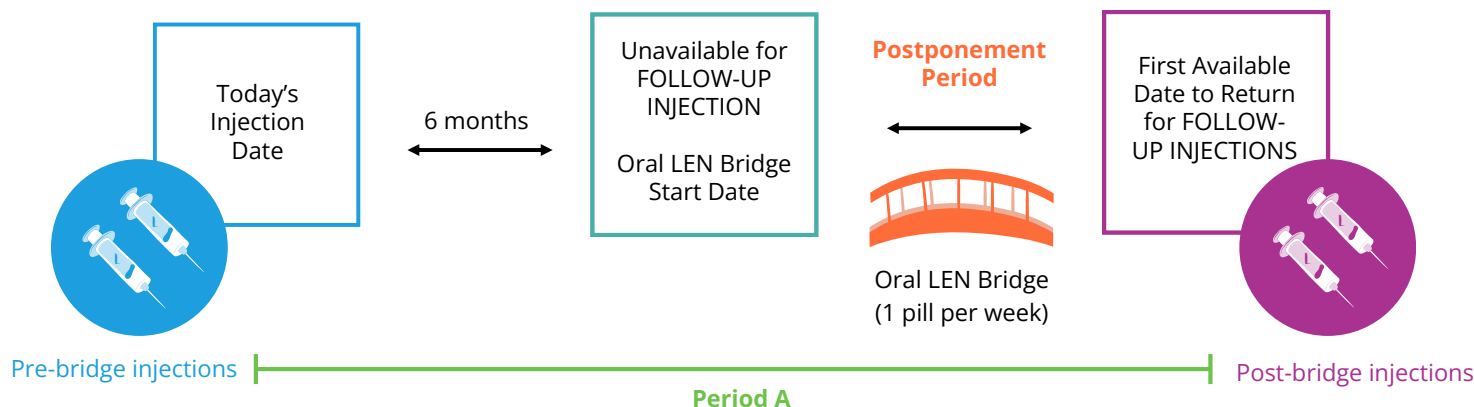 Today's
Injection
Date
6 months
Unavailable for
FOLLOW-UP
INJECTION
Oral LEN Bridge
Start Date
Postponement
Period
Oral LEN Bridge
(1 pill per week)
First Available
Date to Return
for FOLLOW-
UP INJECTIONS
Pre-bridge injections
Period A
Post-bridge injections